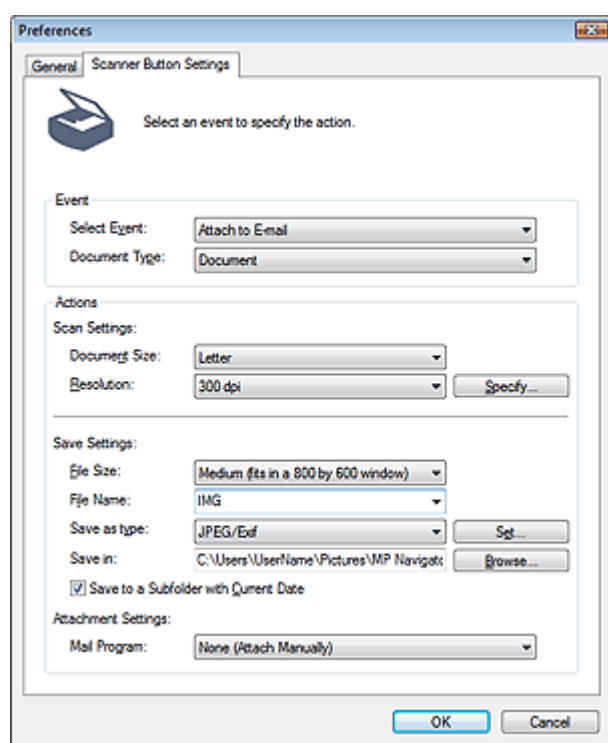 Preferences
General Scanner Button Settings
Select an event to specify the action.
Event
Select Event: Attach to E-mail
Document Type: Document
Actions
Scan Settings:
Document Size: Letter
Resolution: 300 dpi Specify...
Save Settings:
File Size: Medium (fits in a 800 by 600 window)
File Name: IMG
Save as type: JPEG/Exif Set...
Save in: C:\Users\UserName\Pictures\MP Navigato Browse...
Save to a Subfolder with Current Date
Attachment Settings:
Mail Program: None (Attach Manually)
OK Cancel